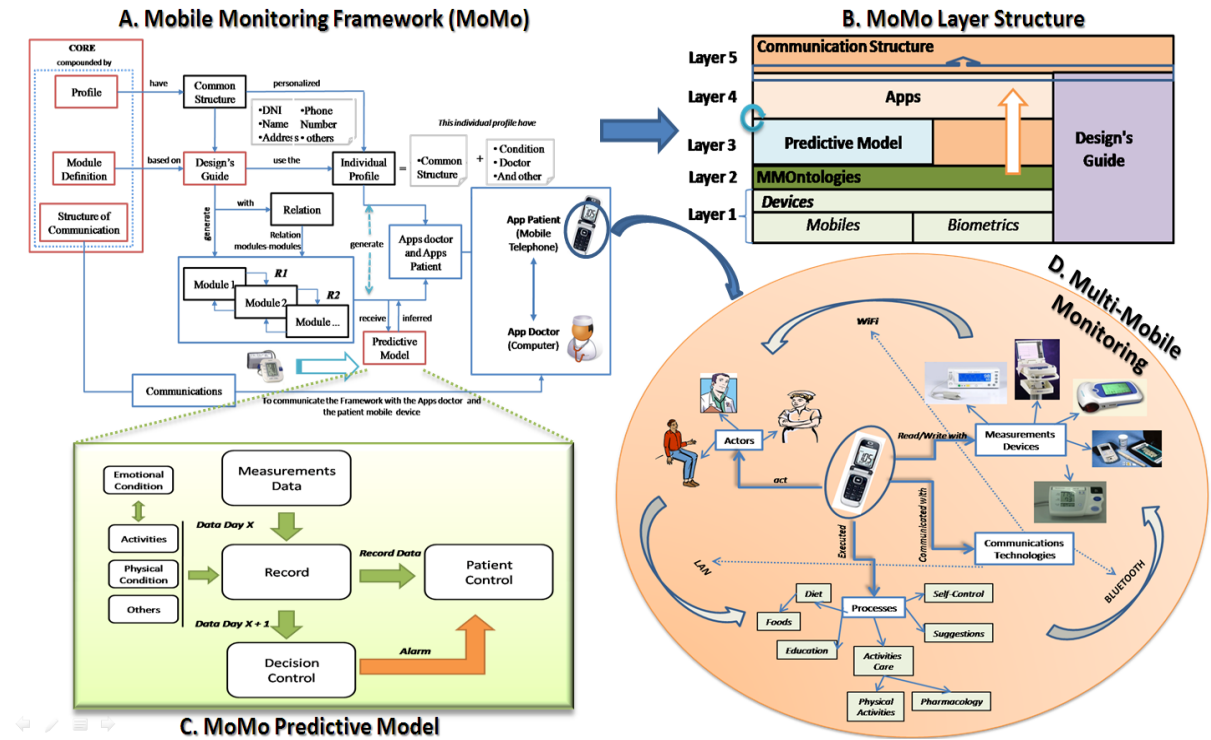 A. Mobile Monitoring Framework (MoMo)
CORE
compounded by
Profile
Module
Definition
Structure of
Communication
have
based on
Common
Structure
personalized
•DNI
•Name
•Address
•Phone
Number
•others
Design's
Guide
use the
Individual
Profile
This individual profile have
=
•Common
Structure
+
•Condition
•Doctor
•And other
generate
with
Relation
Relation
modules-modules
generate
Module 1
R1
Module 2
R2
Module ...
Apps doctor
and Apps
Patient
receive
inferred
Predictive
Model
App Patient
(Mobile
Telephone)
App Doctor
(Computer)
Communications
To communicate the Framework with the Apps doctor and
the patient mobile device
B. MoMo Layer Structure
Layer 5
Communication Structure
Layer 4
Apps
Layer 3
Predictive Model
Layer 2
MMOntologies
Layer 1
Devices
Mobiles
Biometrics
Design's
Guide
Emotional
Condition
Activities
Physical
Condition
Others
Measurements
Data
Data Day X
Record
Record Data
Patient
Control
Data Day X + 1
Decision
Control
Alarm
C. MoMo Predictive Model
D. Multi-Mobile
Monitoring
WiFi
Actors
act
Read/Write with
Measurements
Devices
Communicated with
Communications
Technologies
LAN
BLUETOOTH
Executed
Processes
Diet
Foods
Education
Self-Control
Suggestions
Activities
Care
Physical
Activities
Pharmacology